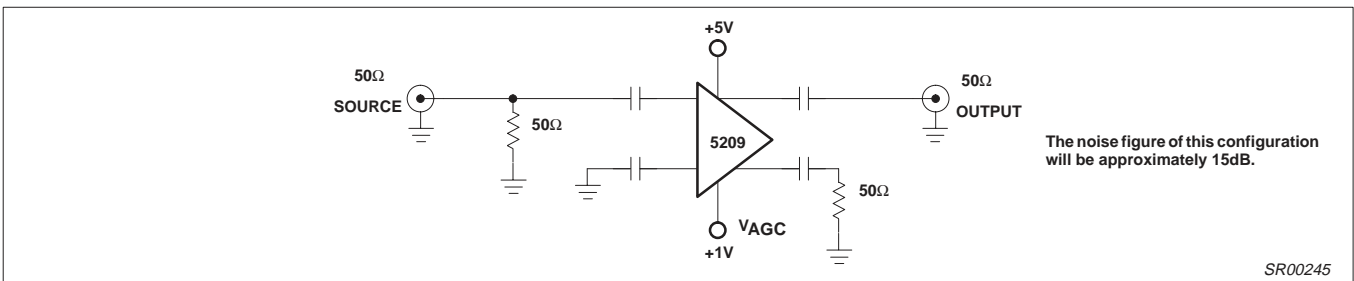 +5V
50Ω
50Ω
SOURCE
OUTPUT
50Ω
5209
The noise figure of this configuration
will be approximately 15dB.
50Ω
VAGC
+1V
SR00245